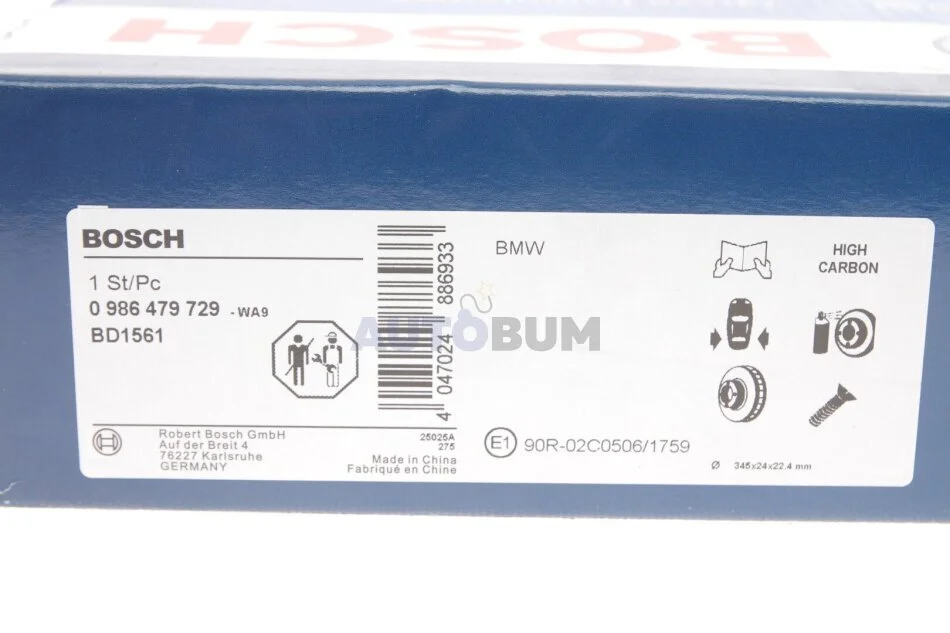 BOSCH
BOSCH
1 St/Pc
0 986 479 729 - WA9
BD1561
4 047024 886933
BMW
HIGH
CARBON
AUTOBUM
Robert Bosch GmbH
Auf der Breit 4
76227 Karlsruhe
GERMANY
25025A
275
Made in China
Fabriqué en Chine
E1 90R-02C0506/1759
Ø 345x24x22.4 mm